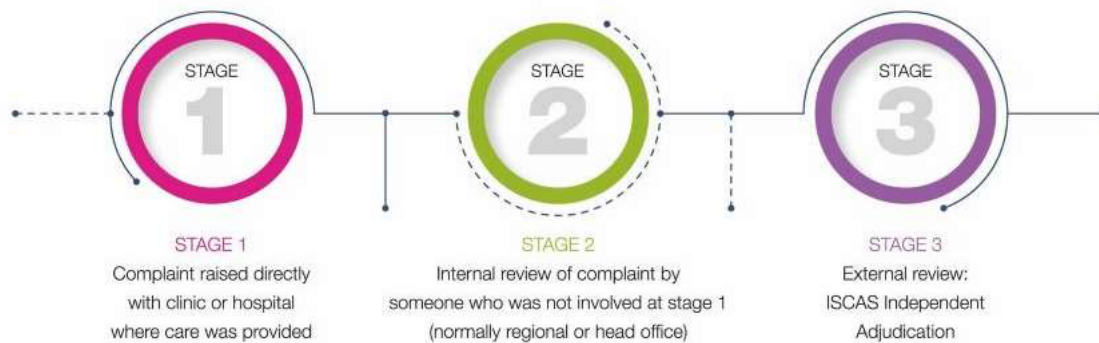 STAGE
1
STAGE
2
STAGE
3
STAGE 1
Complaint raised directly
with clinic or hospital
where care was provided
STAGE 2
Internal review of complaint by
someone who was not involved at stage 1
(normally regional or head office)
STAGE 3
External review:
ISCAS Independent
Adjudication